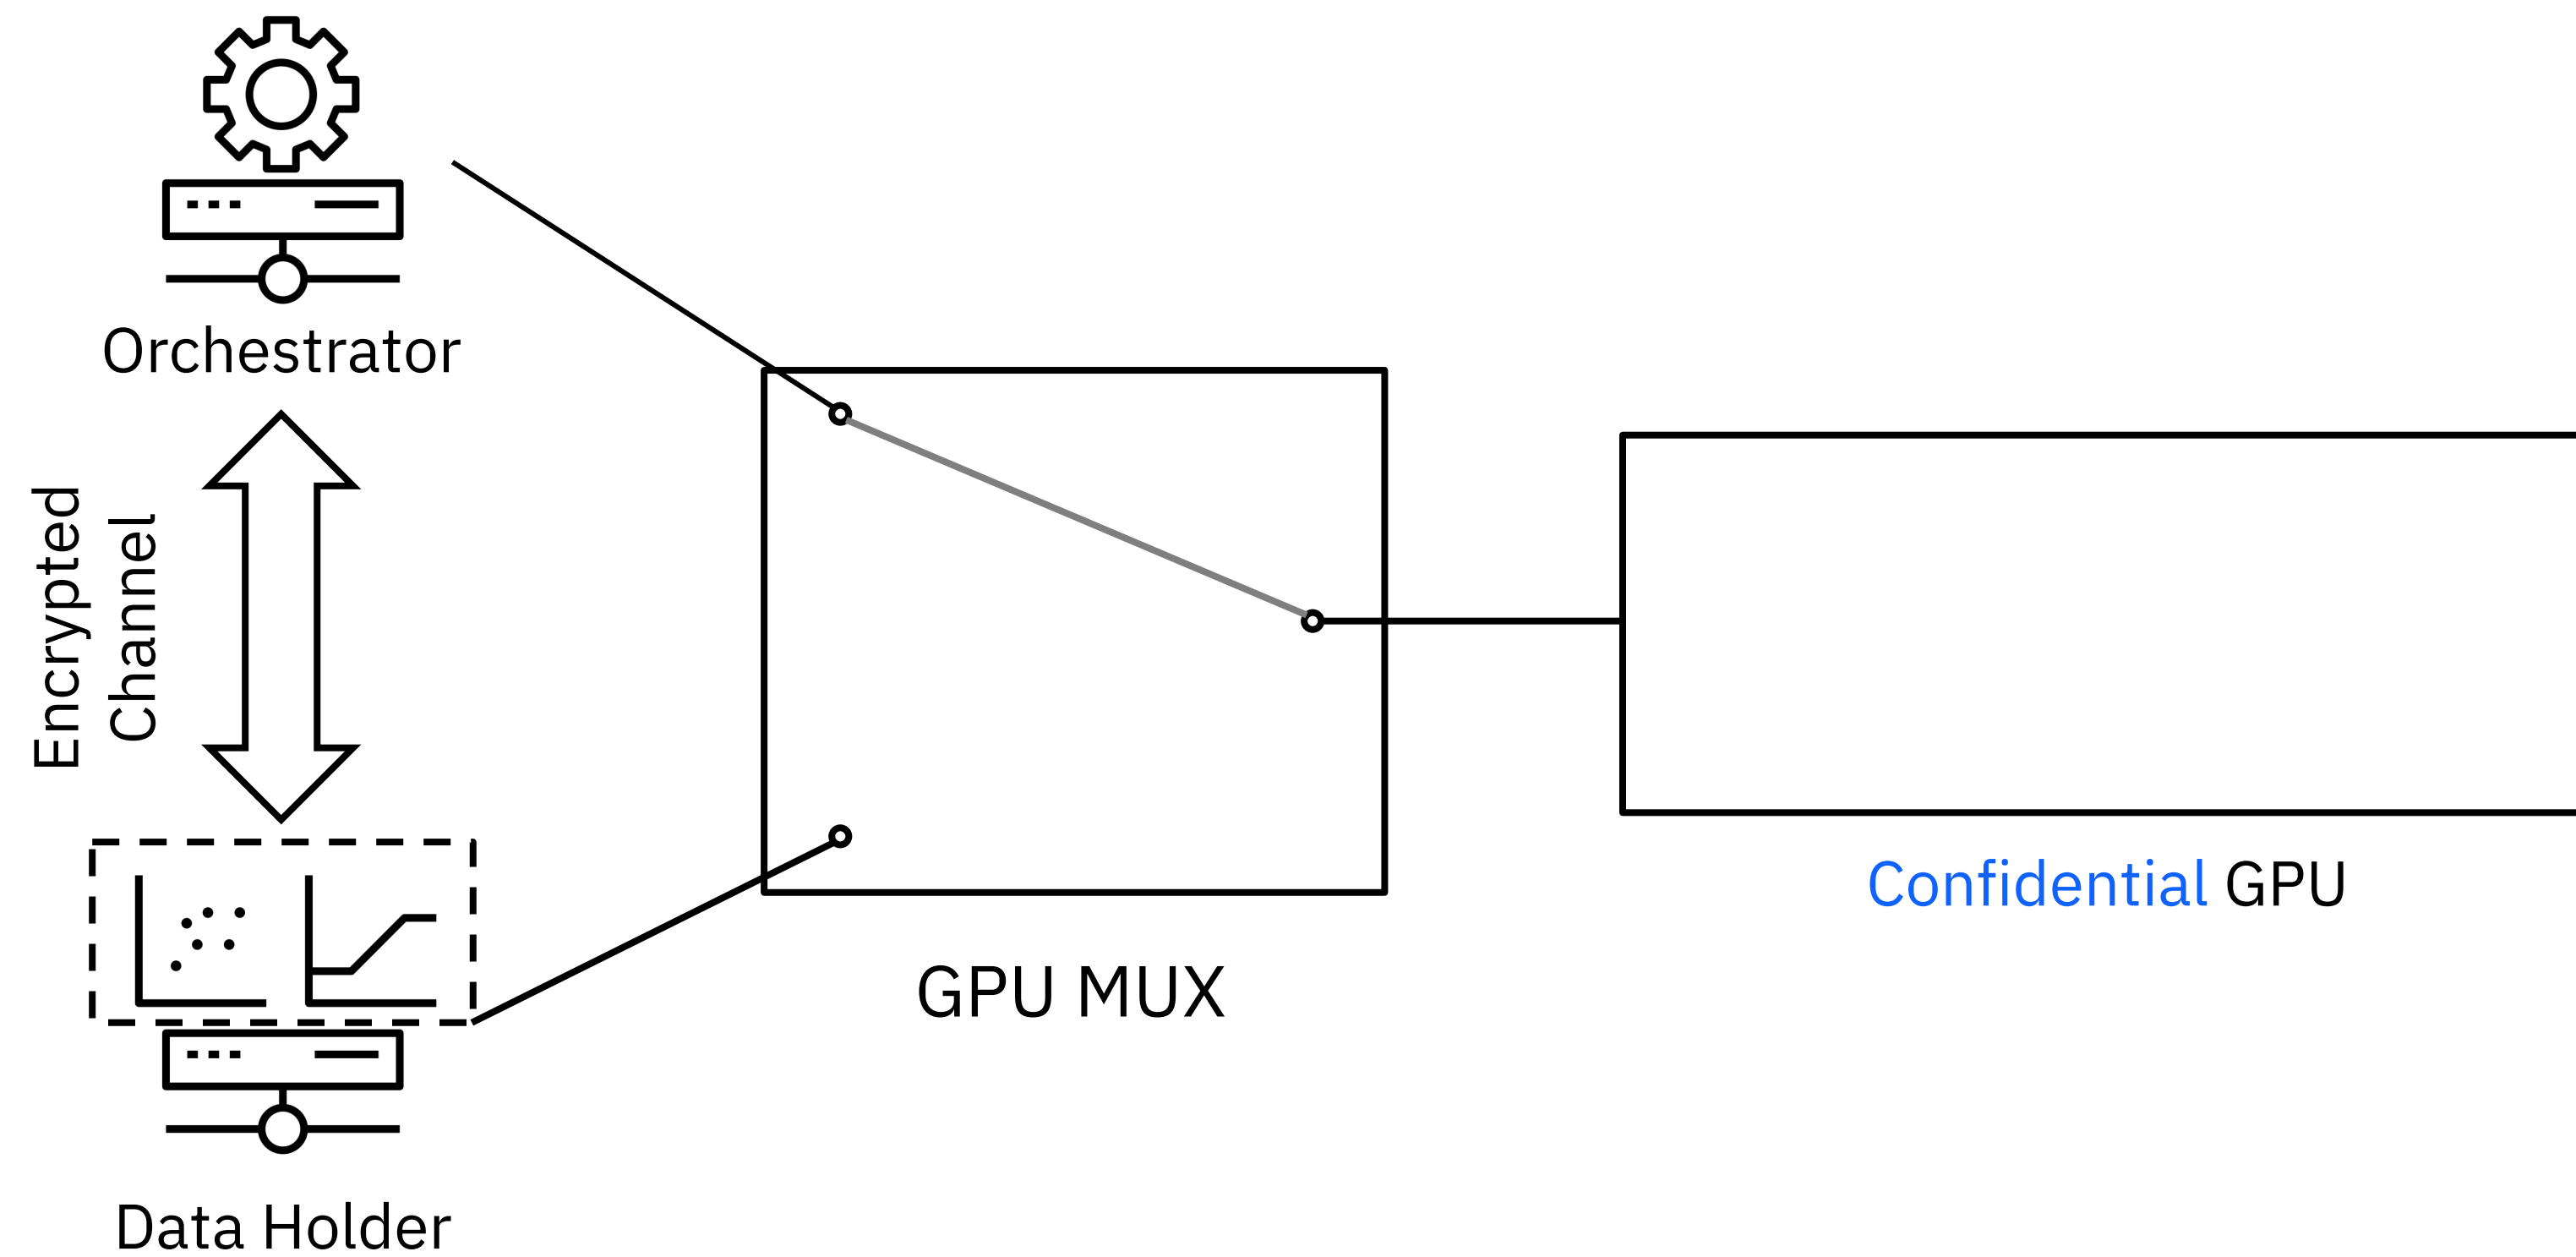 Orchestrator
Encrypted
Channel
Confidential GPU
GPU MUX
Data Holder